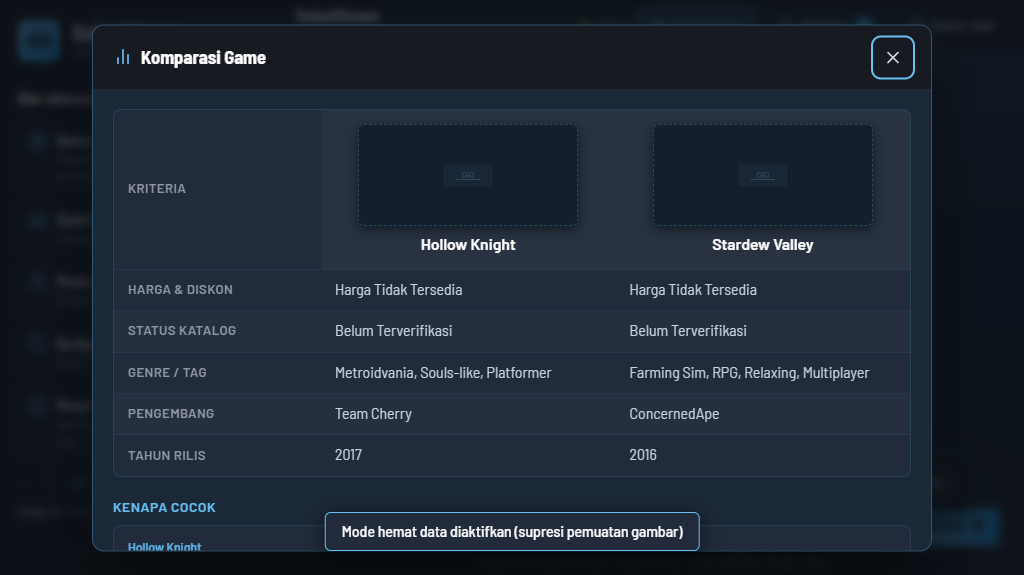 Komparasi Game
KRITERIA
Hollow Knight
Stardew Valley
HARGA & DISKON
Harga Tidak Tersedia
Harga Tidak Tersedia
STATUS KATALOG
Belum Terverifikasi
Belum Terverifikasi
GENRE / TAG
Metroidvania, Souls-like, Platformer
Farming Sim, RPG, Relaxing, Multiplayer
PENGEMBANG
Team Cherry
ConcernedApe
TAHUN RILIS
2017
2016
KENAPA COCOK
Mode hemat data diaktifkan (supresi pemuatan gambar)
Hollow Knight